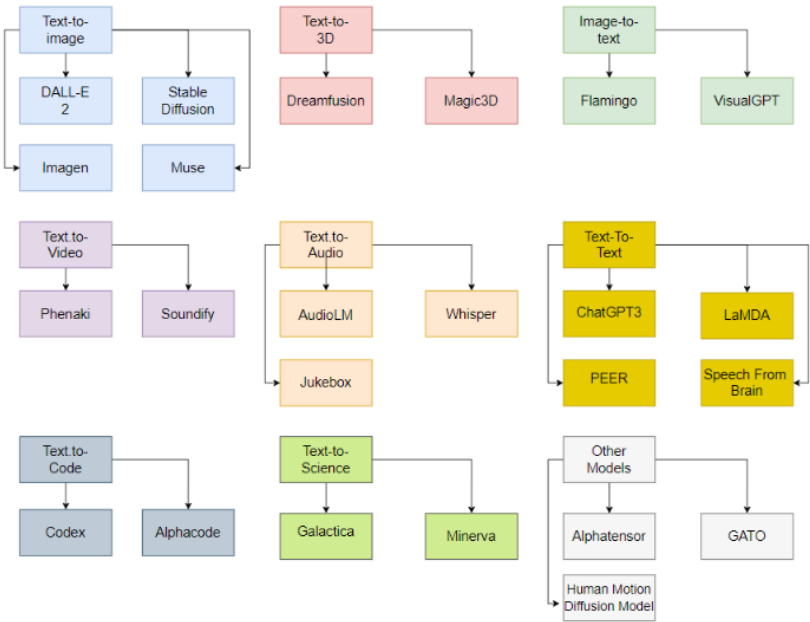 Text-to-
image
DALL-E
2
Stable
Diffusion
Imagen
Muse
Text-to-
3D
Dreamfusion
Magic3D
Image-to-
text
Flamingo
VisualGPT
Text.to-
Video
Phenaki
Soundify
Text.to-
Audio
AudioLM
Whisper
Jukebox
Text-To-
Text
ChatGPT3
LaMDA
PEER
Speech From
Brain
Text.to-
Code
Codex
Alphacode
Text-to-
Science
Galactica
Minerva
Other
Models
Alphatensor
GATO
Human Motion
Diffusion Model